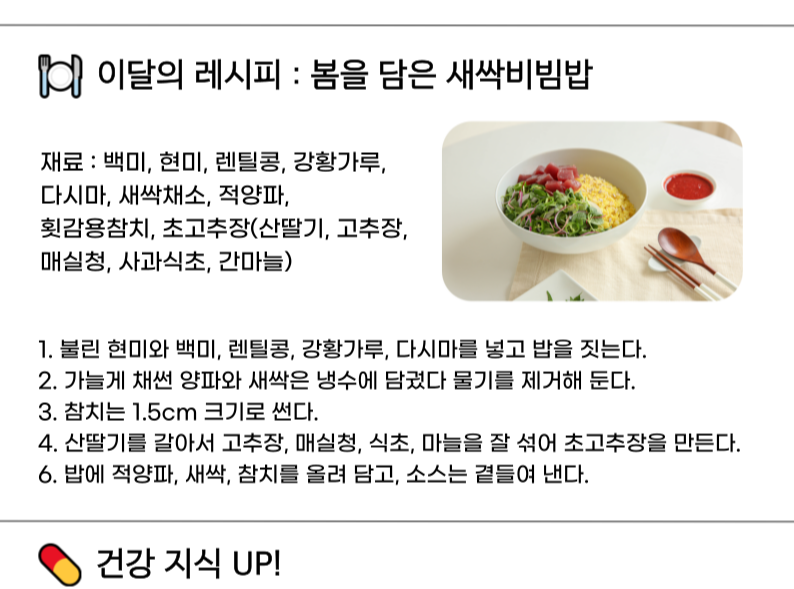 이달의 레시피 : 봄을 담은 새싹비빔밥
재료 : 백미, 현미, 렌틸콩, 강황가루,
다시마, 새싹채소, 적양파,
횟감용참치, 초고추장(산딸기, 고추장,
매실청, 사과식초, 간마늘)
1. 불린 현미와 백미, 렌틸콩, 강황가루, 다시마를 넣고 밥을 짓는다.
2. 가늘게 채썬 양파와 새싹은 냉수에 담궜다 물기를 제거해 둔다.
3. 참치는 1.5cm 크기로 썬다.
4. 산딸기를 갈아서 고추장, 매실청, 식초, 마늘을 잘 섞어 초고추장을 만든다.
6. 밥에 적양파, 새싹, 참치를 올려 담고, 소스는 곁들여 낸다.
건강 지식 UP!